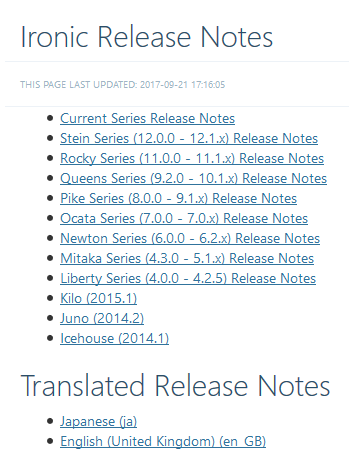 Ironic Release Notes
THIS PAGE LAST UPDATED: 2017-09-21 17:16:05
Current Series Release Notes
Stein Series (12.0.0 - 12.1.x) Release Notes
Rocky Series (11.0.0 - 11.1.x) Release Notes
Queens Series (9.2.0 - 10.1.x) Release Notes
Pike Series (8.0.0 - 9.1.x) Release Notes
Ocata Series (7.0.0 - 7.0.x) Release Notes
Newton Series (6.0.0 - 6.2.x) Release Notes
Mitaka Series (4.3.0 - 5.1.x) Release Notes
Liberty Series (4.0.0 - 4.2.5) Release Notes
Kilo (2015.1)
Juno (2014.2)
Icehouse (2014.1)
Translated Release Notes
Japanese (ja)
English (United Kingdom) (en_GB)